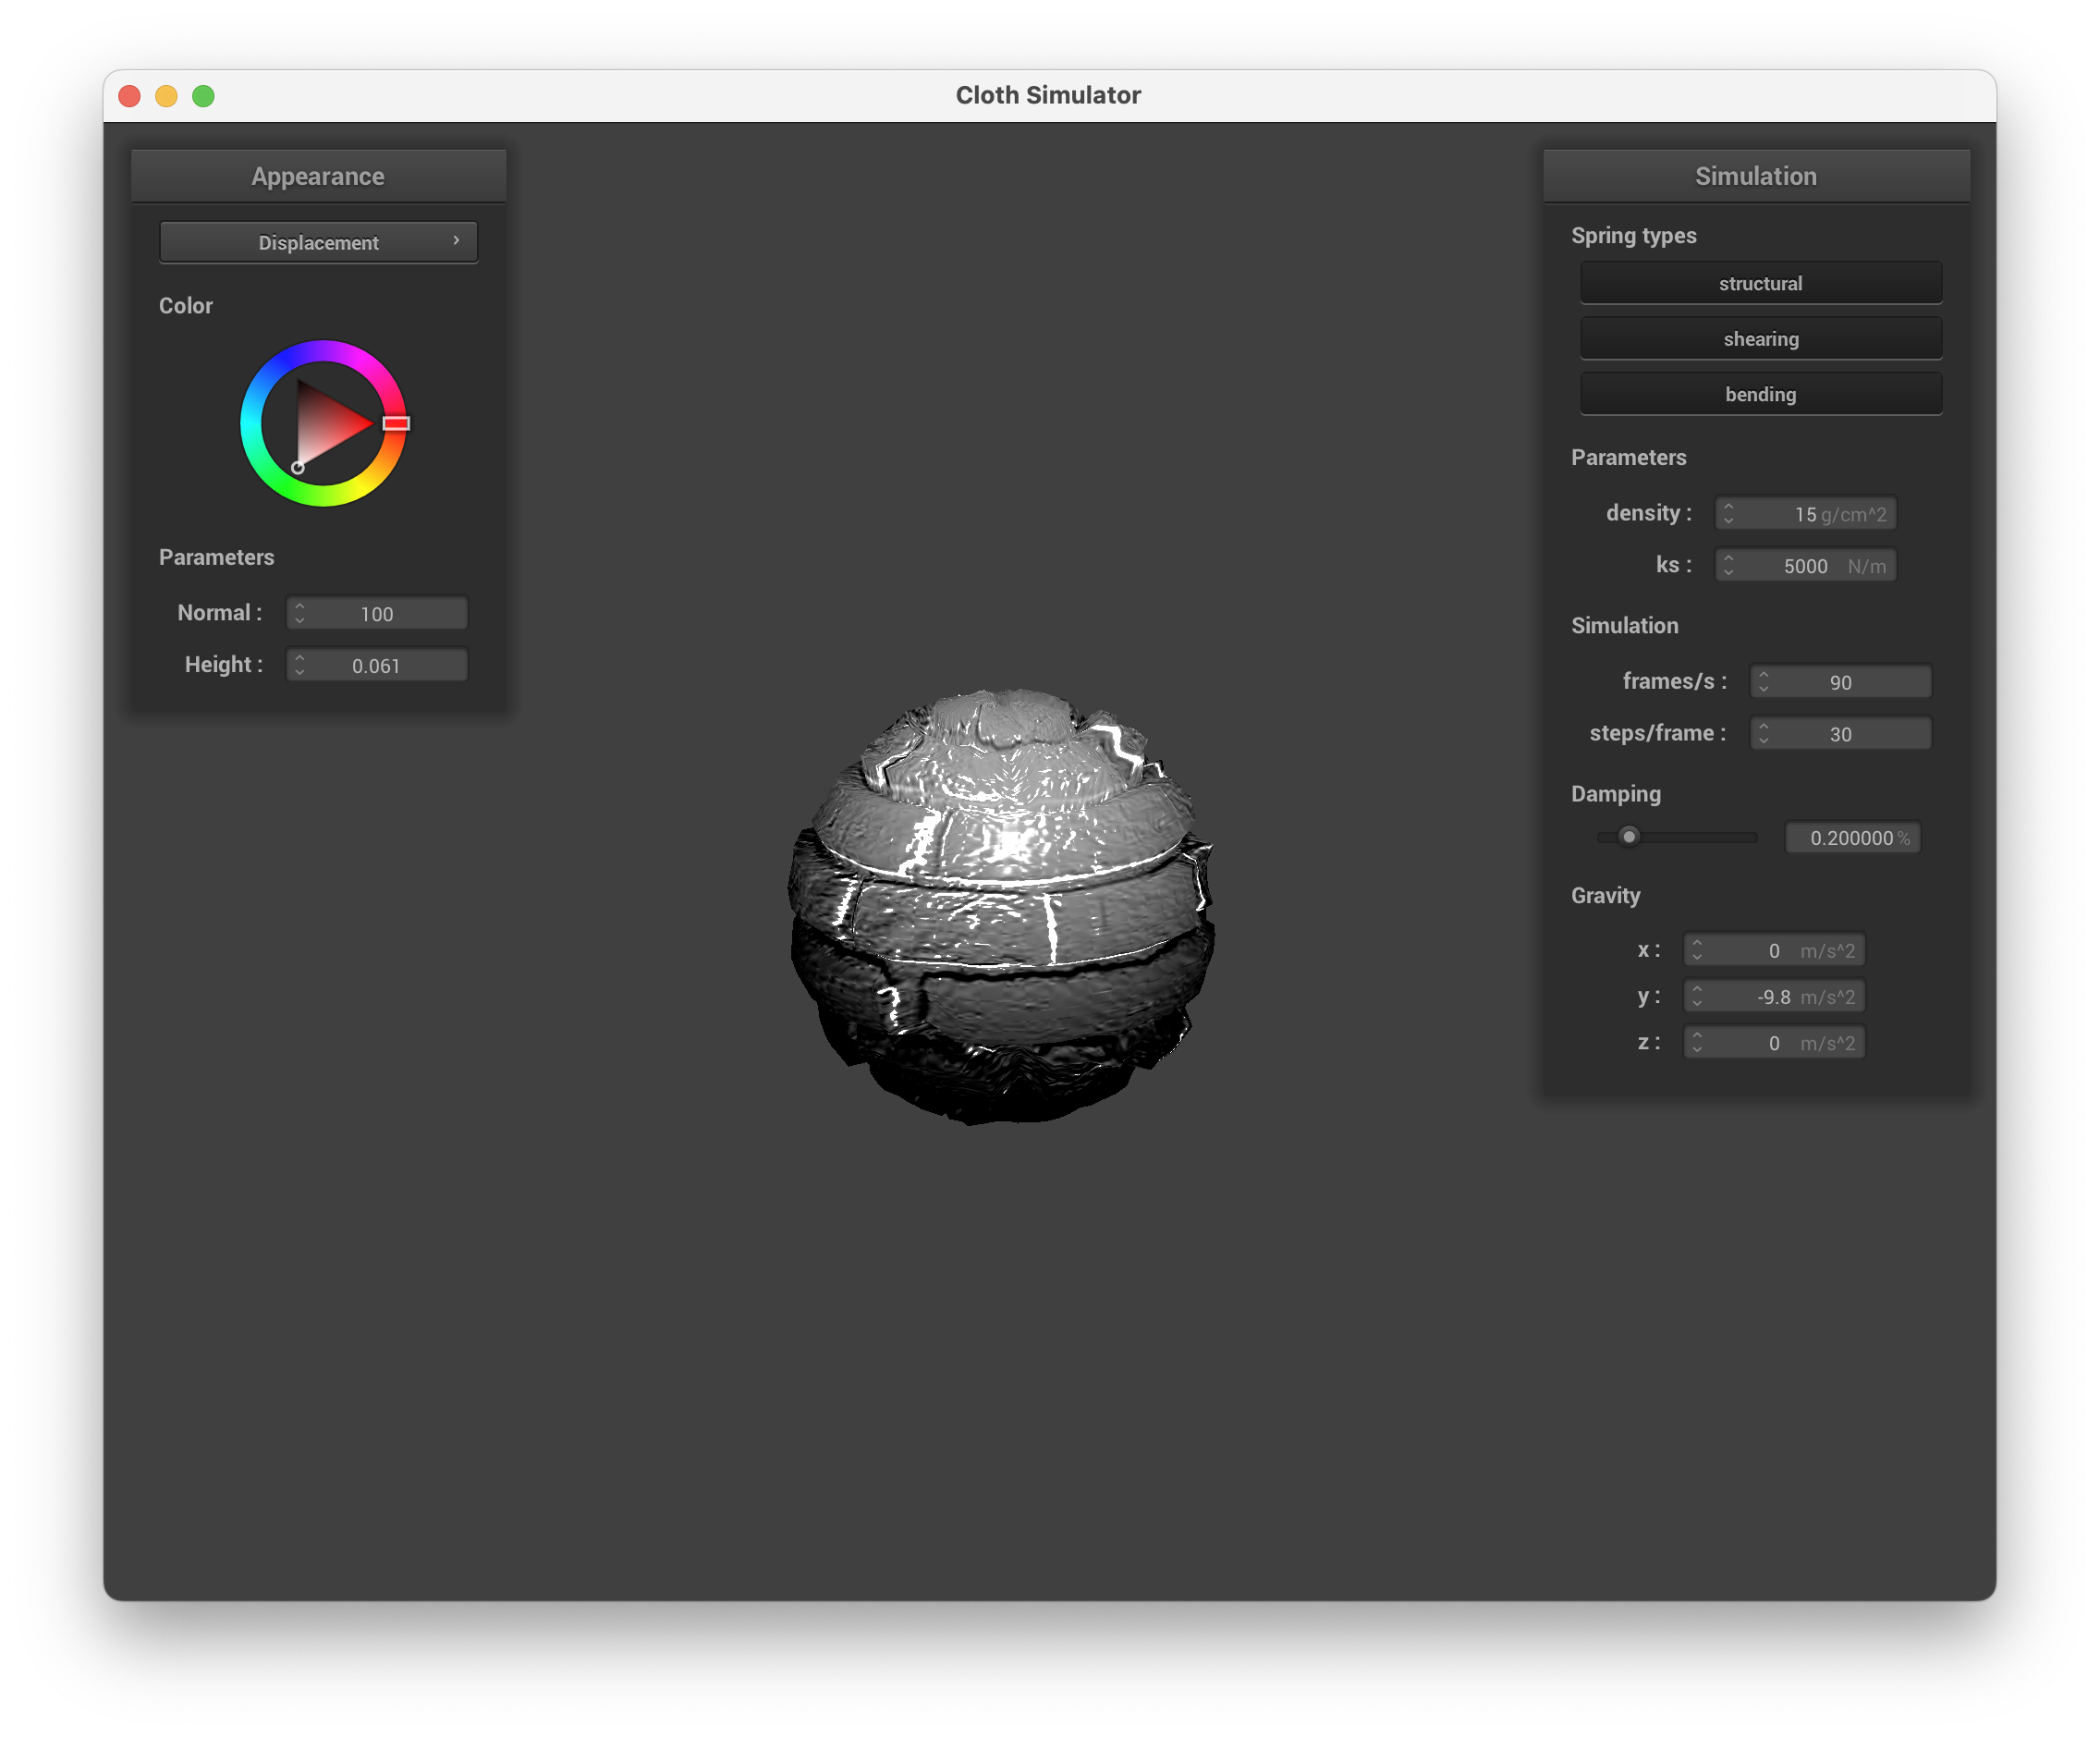 Cloth Simulator
Appearance
Displacement
Color
Parameters
Normal : 100
Height : 0.061
Simulation
Spring types
structural
shearing
bending
Parameters
density : 15 g/cm^2
ks : 5000 N/m
Simulation
frames/s : 90
steps/frame : 30
Damping
0.200000 %
Gravity
x : 0 m/s^2
y : -9.8 m/s^2
z : 0 m/s^2